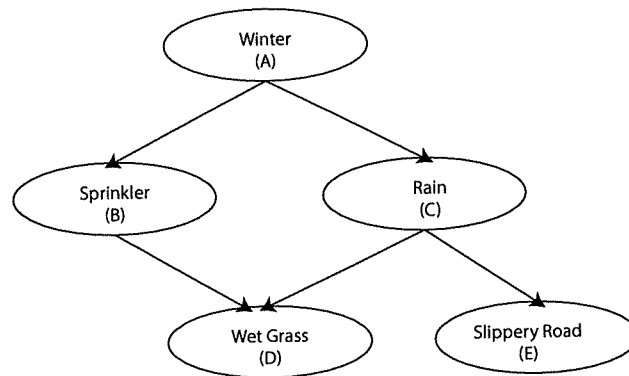 Winter
(A)
Sprinkler
(B)
Rain
(C)
Wet Grass
(D)
Slippery Road
(E)